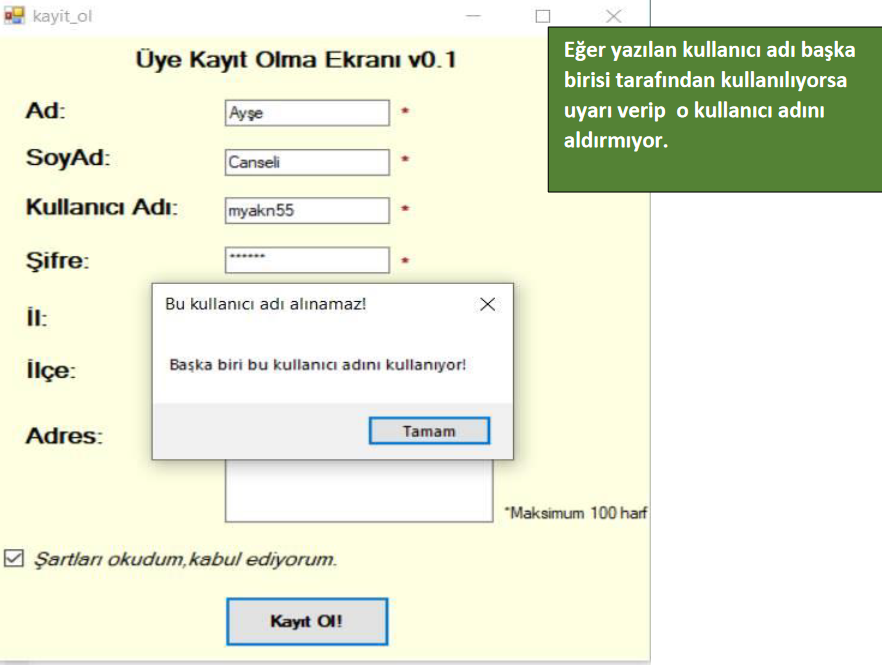 kayit_ol
Üye Kayıt Olma Ekranı v0.1
Eğer yazılan kullanıcı adı başka
birisi tarafından kullanılıyorsa
uyarı verip o kullanıcı adını
aldırmıyor.
Ad: Ayşe *
SoyAd: Canseli *
Kullanıcı Adı: myakn55 *
Şifre: ****** *
İl:
İlçe:
Adres:
Bu kullanıcı adı alınamaz!
Başka biri bu kullanıcı adını kullanıyor!
Tamam
*Maksimum 100 harf
Şartları okudum,kabul ediyorum.
Kayıt Ol!